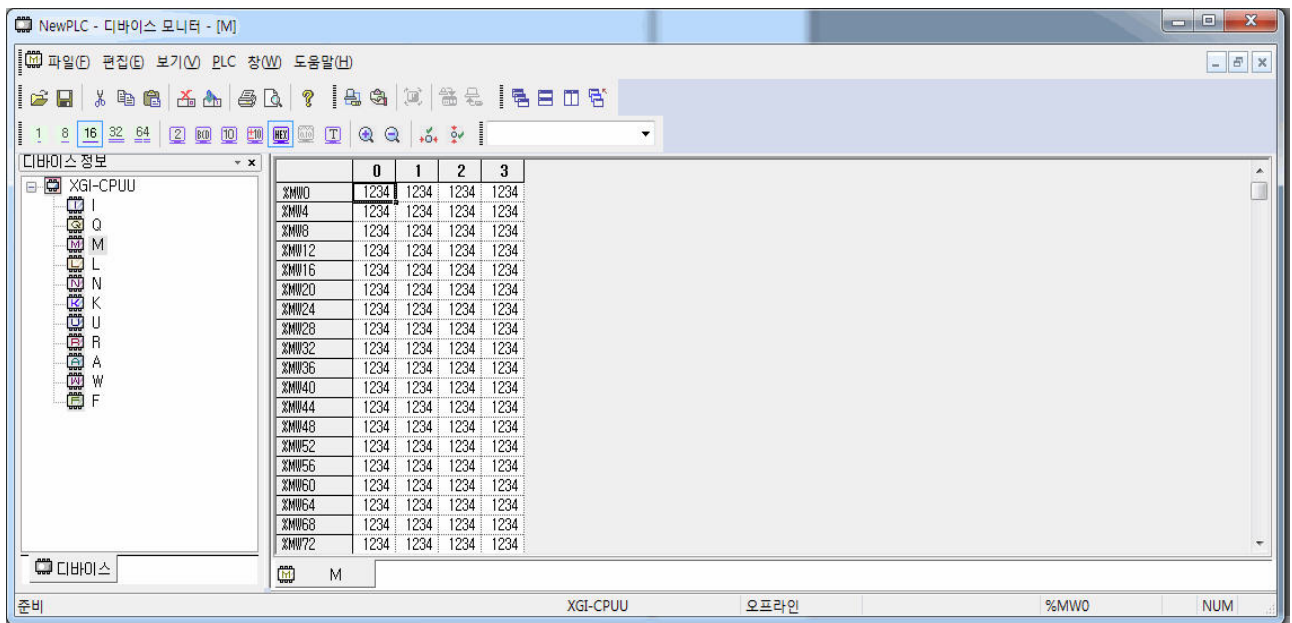 NewPLC - 디바이스 모니터 - [M]
파일(F) 편집(E) 보기(V) PLC 창(W) 도움말(H)
1 8 16 32 64 2 BCD 10 ±10 HEX T
디바이스 정보
XGI-CPUU
I
Q
M
L
N
K
U
R
A
W
F
디바이스
0 1 2 3
%MW0 1234 1234 1234 1234
%MW4 1234 1234 1234 1234
%MW8 1234 1234 1234 1234
%MW12 1234 1234 1234 1234
%MW16 1234 1234 1234 1234
%MW20 1234 1234 1234 1234
%MW24 1234 1234 1234 1234
%MW28 1234 1234 1234 1234
%MW32 1234 1234 1234 1234
%MW36 1234 1234 1234 1234
%MW40 1234 1234 1234 1234
%MW44 1234 1234 1234 1234
%MW48 1234 1234 1234 1234
%MW52 1234 1234 1234 1234
%MW56 1234 1234 1234 1234
%MW60 1234 1234 1234 1234
%MW64 1234 1234 1234 1234
%MW68 1234 1234 1234 1234
%MW72 1234 1234 1234 1234
M
준비 XGI-CPUU 오프라인 %MW0 NUM